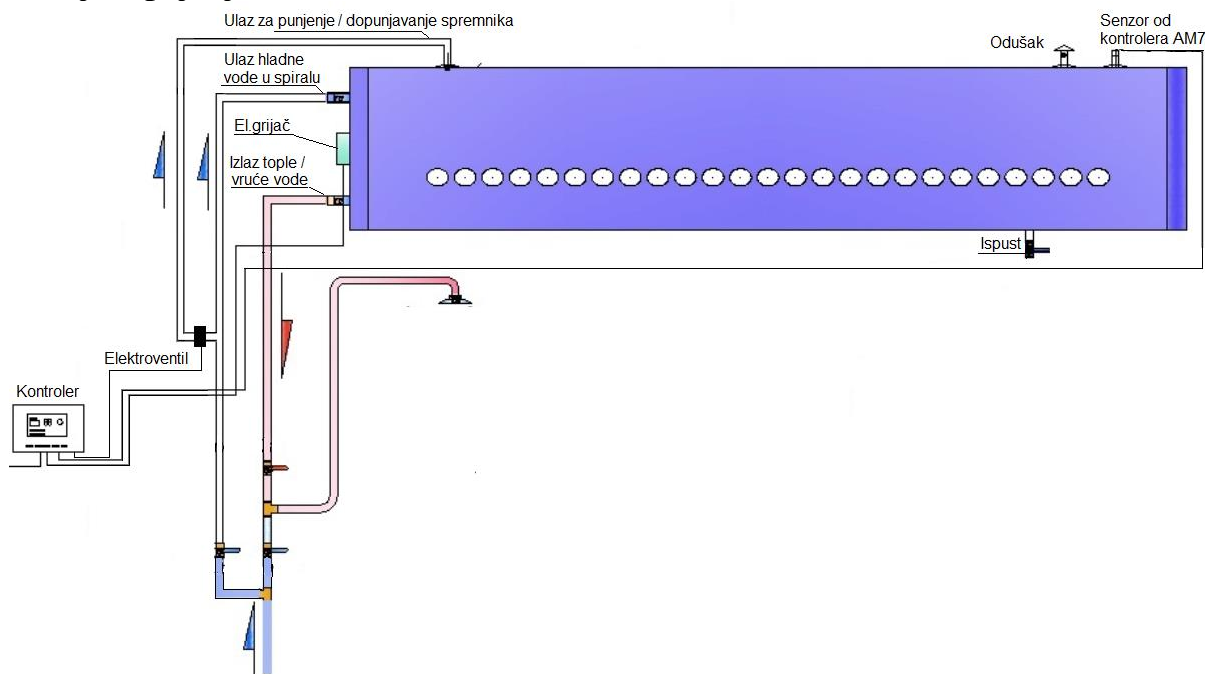 Ulaz za punjenje / dopunjavanje spremnika
Senzor od
kontrolera AM7
Odušak
Ulaz hladne
vode u spiralu
El.grijač
Izlaz tople /
vruće vode
Ispust
Elektroventil
Kontroler